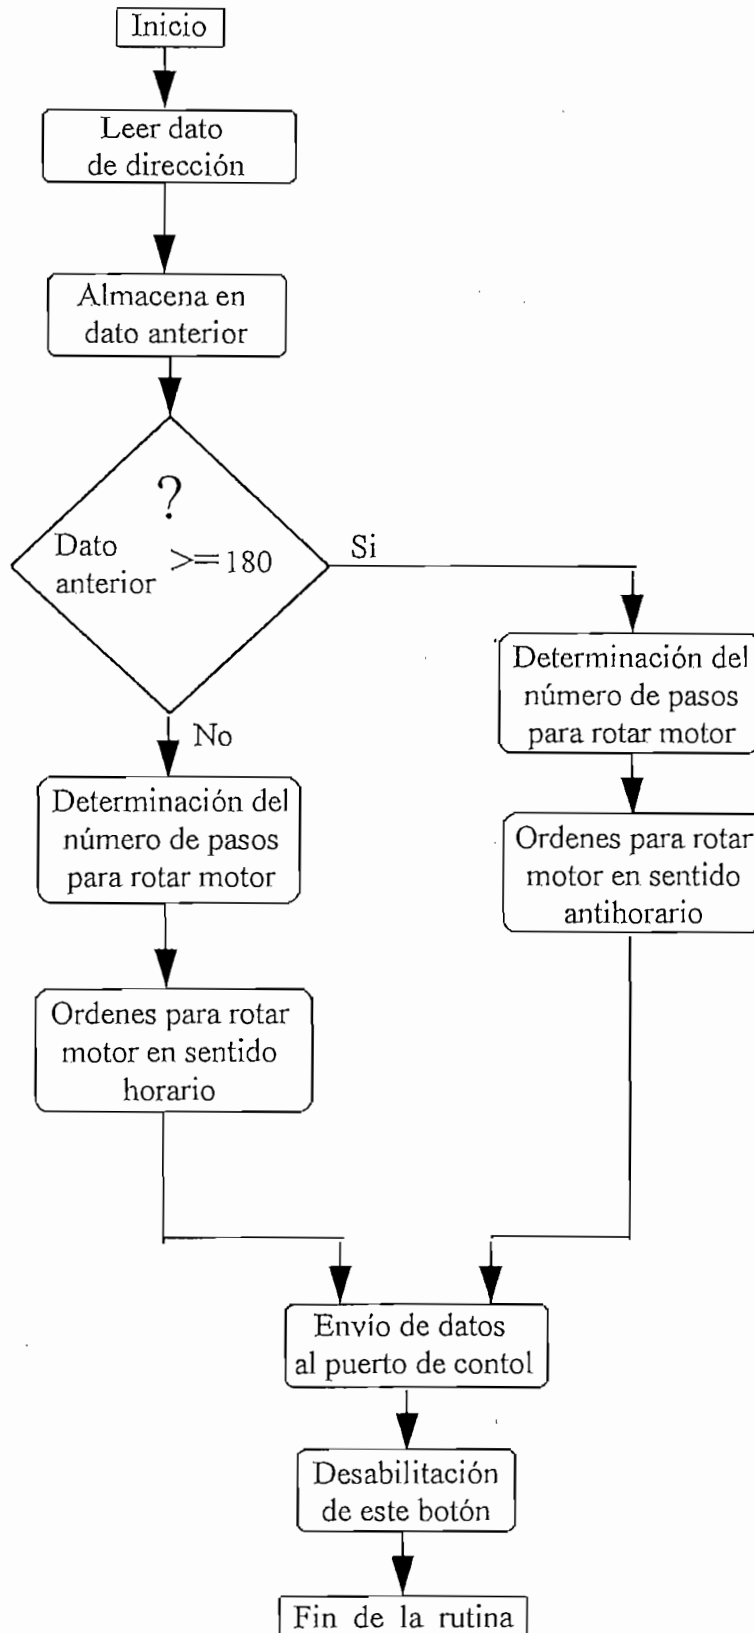 Inicio
Leer dato
de dirección
Almacena en
dato anterior
?
Dato
anterior >= 180
Si
No
Determinación del
número de pasos
para rotar motor
Ordenes para rotar
motor en sentido
antihorario
Determinación del
número de pasos
para rotar motor
Ordenes para rotar
motor en sentido
horario
Envío de datos
al puerto de contol
Desabilitación
de este botón
Fin de la rutina